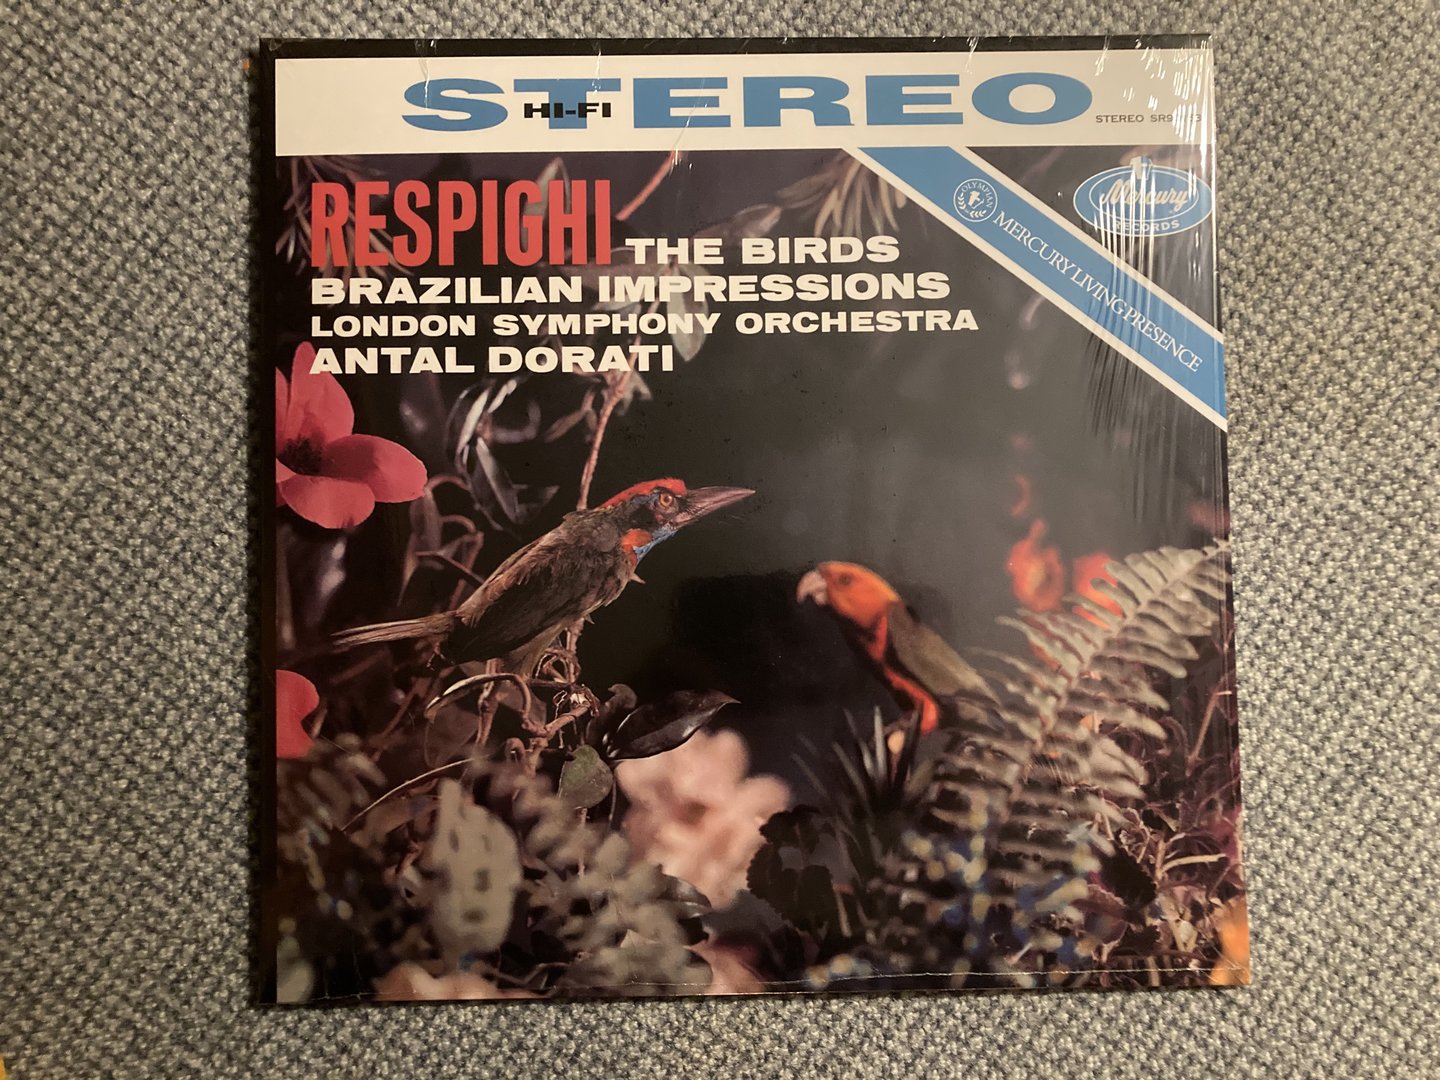 STEREO
HI-FI
STEREO
RESPIGHI THE BIRDS
BRAZILIAN IMPRESSIONS
LONDON SYMPHONY ORCHESTRA
ANTAL DORATI
OLYMPIAN
MERCURY LIVING PRESENCE
Mercury
RECORDS